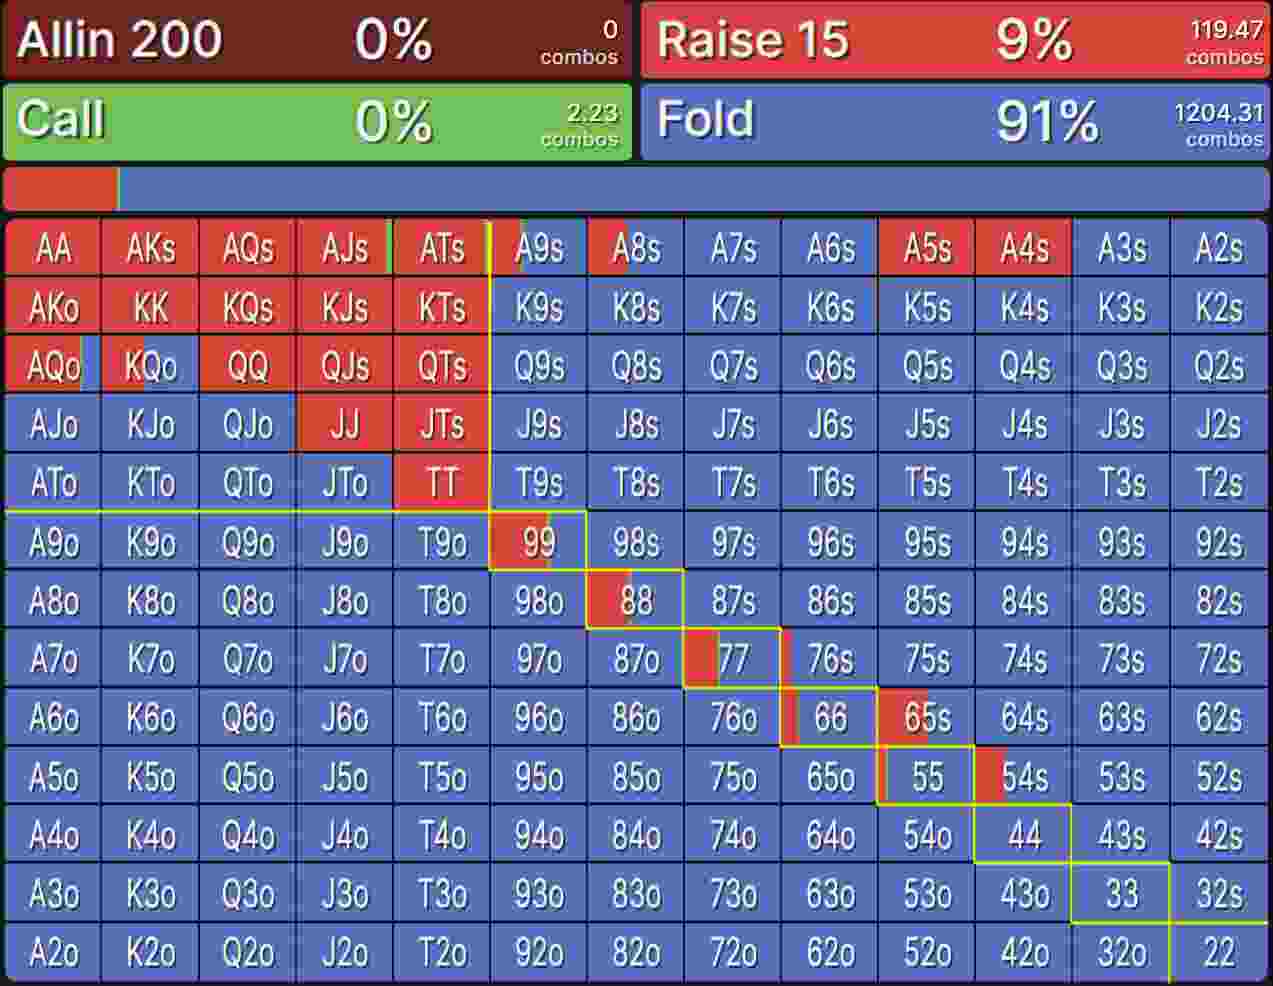 Allin 200 0% 0 combos Raise 15 9% 119.47 combos
Call 0% 2.23 combos Fold 91% 1204.31 combos
AA AKs AQs AJs ATs A9s A8s A7s A6s A5s A4s A3s A2s
AKo KK KQs KJs KTs K9s K8s K7s K6s K5s K4s K3s K2s
AQo KQo QQ QJs QTs Q9s Q8s Q7s Q6s Q5s Q4s Q3s Q2s
AJo KJo QJo JJ JTs J9s J8s J7s J6s J5s J4s J3s J2s
ATo KTo QTo JTo TT T9s T8s T7s T6s T5s T4s T3s T2s
A9o K9o Q9o J9o T9o 99 98s 97s 96s 95s 94s 93s 92s
A8o K8o Q8o J8o T8o 98o 88 87s 86s 85s 84s 83s 82s
A7o K7o Q7o J7o T7o 97o 87o 77 76s 75s 74s 73s 72s
A6o K6o Q6o J6o T6o 96o 86o 76o 66 65s 64s 63s 62s
A5o K5o Q5o J5o T5o 95o 85o 75o 65o 55 54s 53s 52s
A4o K4o Q4o J4o T4o 94o 84o 74o 64o 54o 44 43s 42s
A3o K3o Q3o J3o T3o 93o 83o 73o 63o 53o 43o 33 32s
A2o K2o Q2o J2o T2o 92o 82o 72o 62o 52o 42o 32o 22